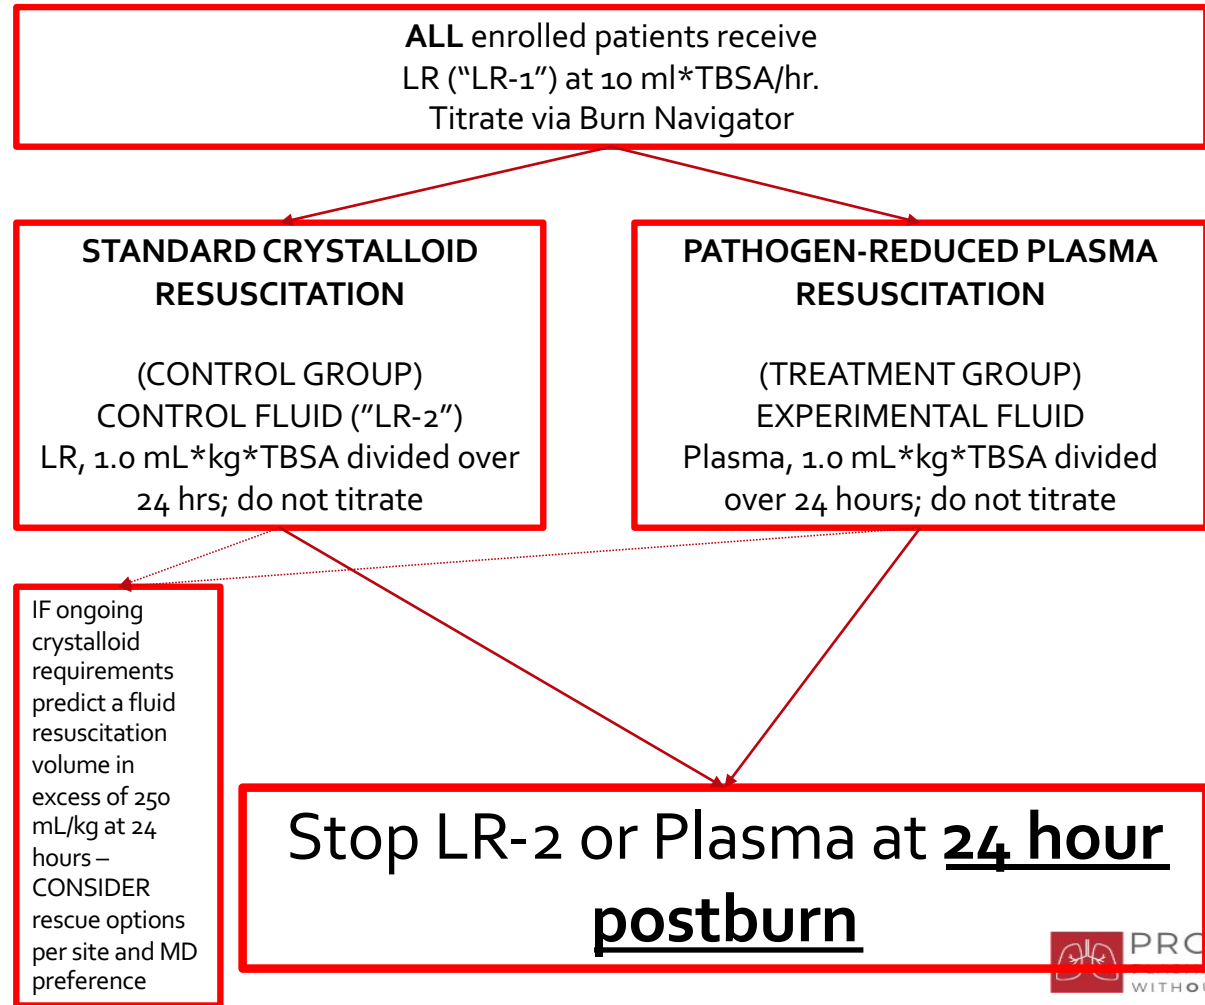 ALL enrolled patients receive
LR (“LR-1”) at 10 ml*TBSA/hr.
Titrate via Burn Navigator
STANDARD CRYSTALLOID
RESUSCITATION
(CONTROL GROUP)
CONTROL FLUID (”LR-2”)
LR, 1.0 mL*kg*TBSA divided over
24 hrs; do not titrate
PATHOGEN-REDUCED PLASMA
RESUSCITATION
(TREATMENT GROUP)
EXPERIMENTAL FLUID
Plasma, 1.0 mL*kg*TBSA divided
over 24 hours; do not titrate
IF ongoing
crystalloid
requirements
predict a fluid
resuscitation
volume in
excess of 250
mL/kg at 24
hours –
CONSIDER
rescue options
per site and MD
preference
Stop LR-2 or Plasma at 24 hour
postburn